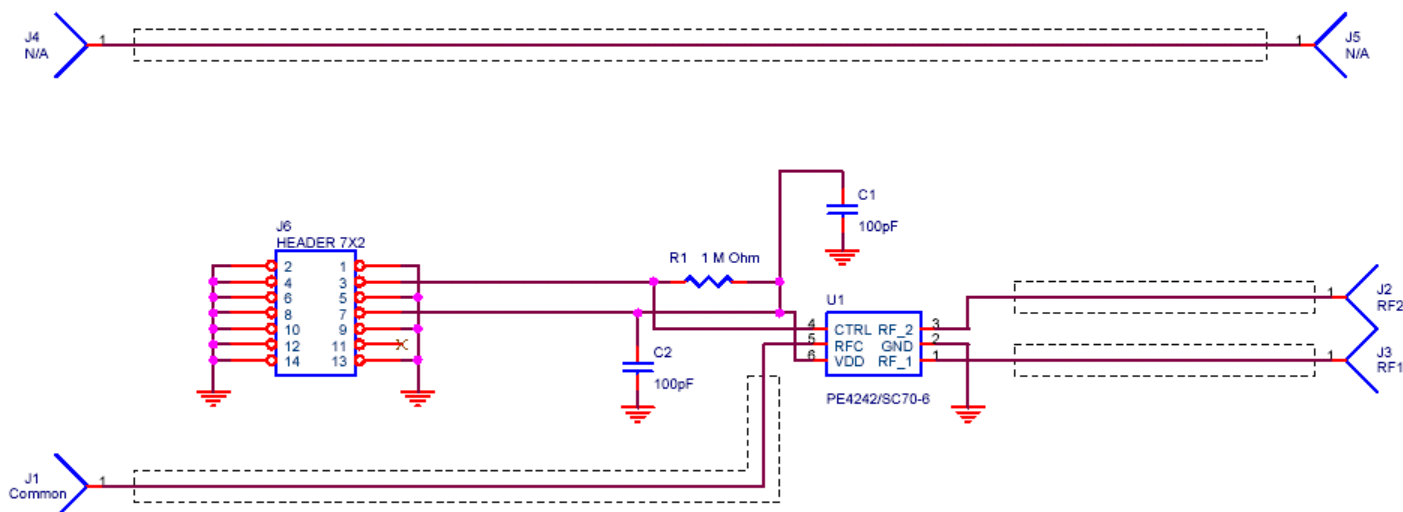 J4
N/A
1
1
J5
N/A
C1
100pF
J6
HEADER 7X2
R1 1 M Ohm
2 1
4 3
6 5
8 7
10 9
12 11
14 13
U1
4 CTRL RF_2 3
5 RFC GND 2
6 VDD RF_1 1
PE4242/SC70-6
C2
100pF
1
J2
RF2
1
J3
RF1
J1
Common
1